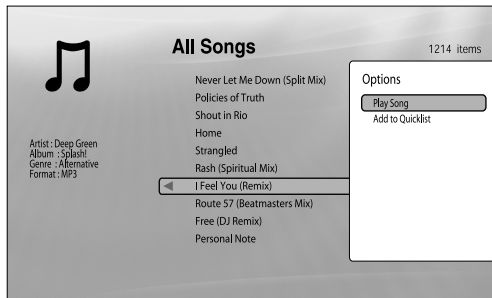 All Songs
1214 items
Never Let Me Down (Split Mix)
Policies of Truth
Shout in Rio
Home
Strangled
Rash (Spiritual Mix)
I Feel You (Remix)
Route 57 (Beatmasters Mix)
Free (DJ Remix)
Personal Note
Artist : Deep Green
Album : Splash!
Genre : Alternative
Format : MP3
Options
Play Song
Add to Quicklist